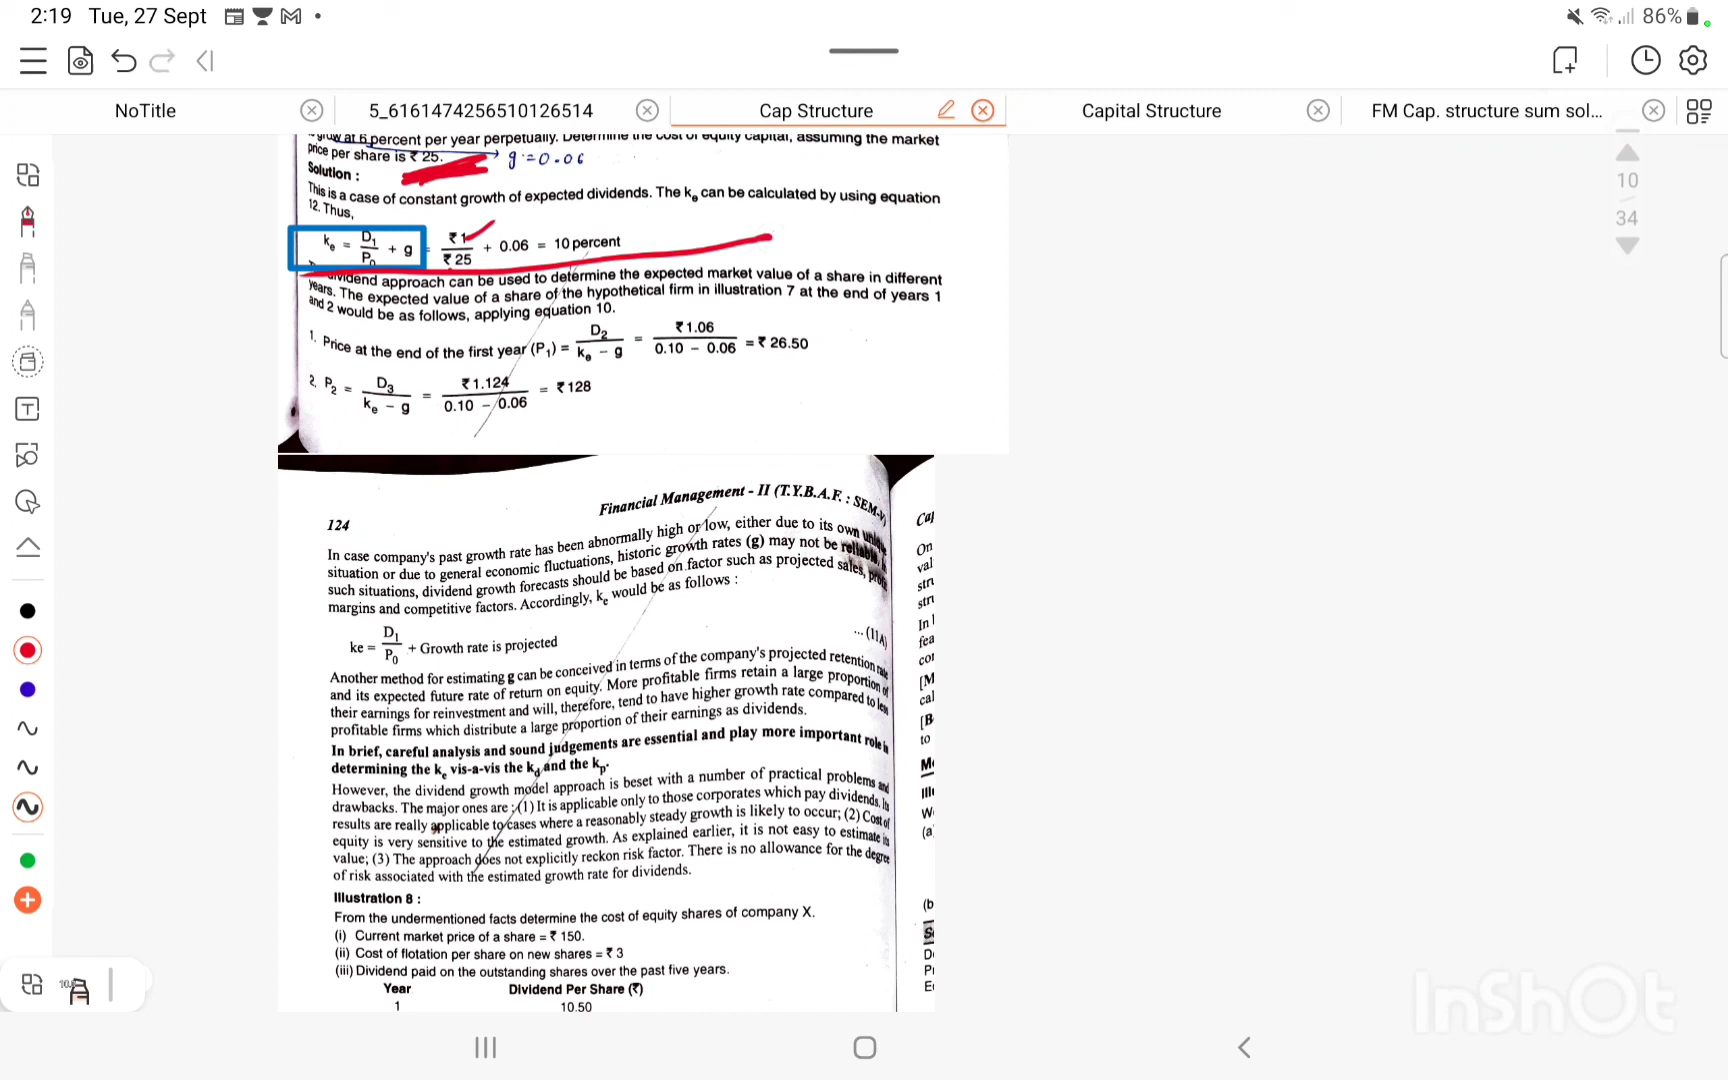 2:19 Tue, 27 Sept
86%
NoTitle
5_6161474256510126514
Cap Structure
Capital Structure
FM Cap. structure sum sol...
10
34
grow at 6 percent per year perpetually. Determine the cost of equity capital, assuming the market
price per share is ₹ 25. → g = 0.06
Solution :
This is a case of constant growth of expected dividends. The kₑ can be calculated by using equation
12. Thus,
kₑ = D₁ / P₀ + g = ₹ 1 / ₹ 25 + 0.06 = 10 percent
dividend approach can be used to determine the expected market value of a share in different
years. The expected value of a share of the hypothetical firm in illustration 7 at the end of years 1
and 2 would be as follows, applying equation 10.
1. Price at the end of the first year (P₁) = D₂ / kₑ – g = ₹ 1.06 / 0.10 – 0.06 = ₹ 26.50
2. P₂ = D₃ / kₑ – g = ₹ 1.124 / 0.10 – 0.06 = ₹ 128
Financial Management - II (T.Y.B.A.F. : SEM-V)
124
In case company's past growth rate has been abnormally high or low, either due to its own
situation or due to general economic fluctuations, historic growth rates (g) may not be reliable.
such situations, dividend growth forecasts should be based on factor such as projected sales,
margins and competitive factors. Accordingly, kₑ would be as follows :
ke = D₁ / P₀ + Growth rate is projected ...(11A)
Another method for estimating g can be conceived in terms of the company's projected retention rate
and its expected future rate of return on equity. More profitable firms retain a large proportion of
their earnings for reinvestment and will, therefore, tend to have higher growth rate compared to less
profitable firms which distribute a large proportion of their earnings as dividends.
In brief, careful analysis and sound judgements are essential and play more important role in
determining the kₑ vis-a-vis the k_d and the kₚ.
However, the dividend growth model approach is beset with a number of practical problems and
drawbacks. The major ones are : (1) It is applicable only to those corporates which pay dividends. Its
results are really applicable to cases where a reasonably steady growth is likely to occur; (2) Cost of
equity is very sensitive to the estimated growth. As explained earlier, it is not easy to estimate its
value; (3) The approach does not explicitly reckon risk factor. There is no allowance for the degree
of risk associated with the estimated growth rate for dividends.
Illustration 8 :
From the undermentioned facts determine the cost of equity shares of company X.
(i) Current market price of a share = ₹ 150.
(ii) Cost of flotation per share on new shares = ₹ 3
(iii) Dividend paid on the outstanding shares over the past five years.
Year Dividend Per Share (₹)
1 10.50
On
val
In
fea
[M
cal
[B
to
(a
(b
InShOt